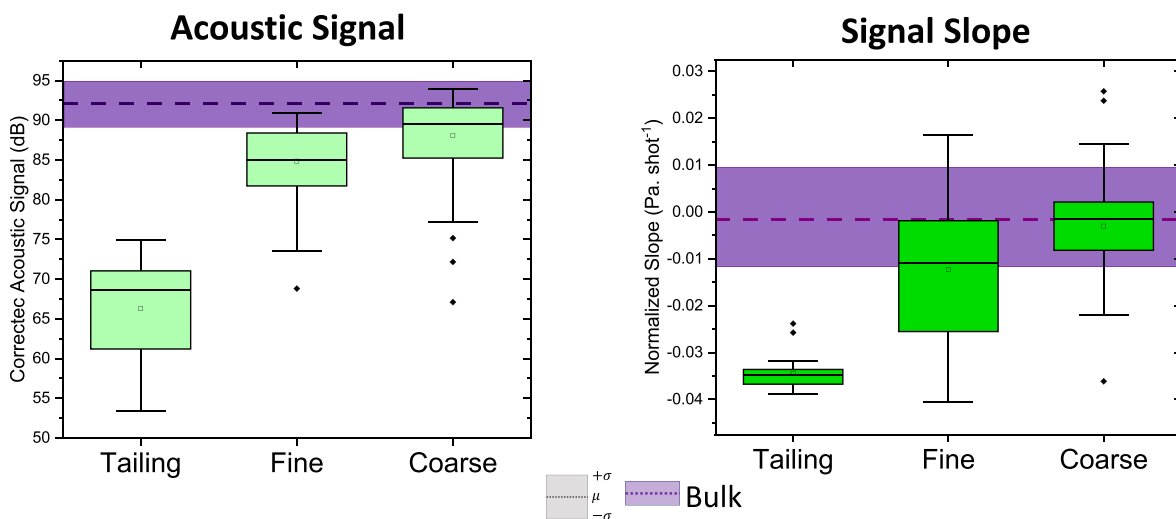 Acoustic Signal
Correctec Acoustic Signal (dB)
95
90
85
80
75
70
65
60
55
50
Tailing Fine Coarse
Signal Slope
Normalized Slope (Pa. shot⁻¹)
0.03
0.02
0.01
0.00
-0.01
-0.02
-0.03
-0.04
Tailing Fine Coarse
+σ
μ
−σ
Bulk